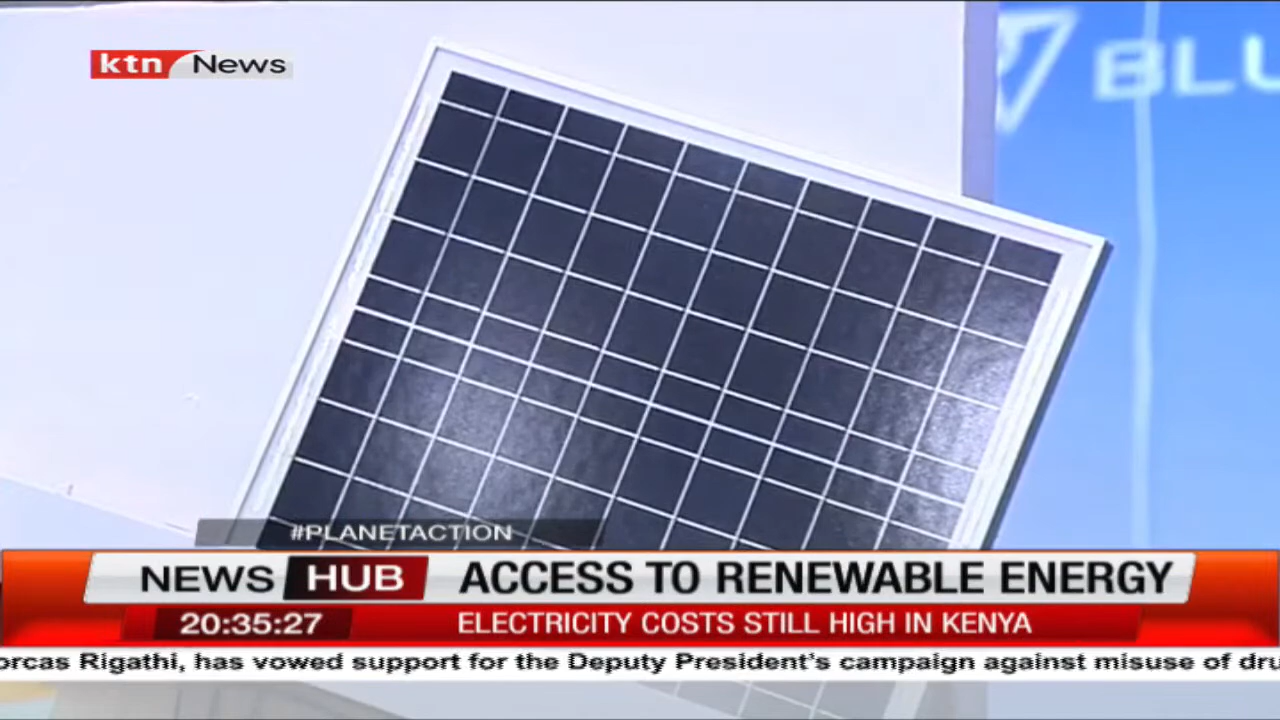 ktn News
BLU
#PLANETACTION
NEWS HUB ACCESS TO RENEWABLE ENERGY
20:35:27 ELECTRICITY COSTS STILL HIGH IN KENYA
orcas Rigathi, has vowed support for the Deputy President's campaign against misuse of dru